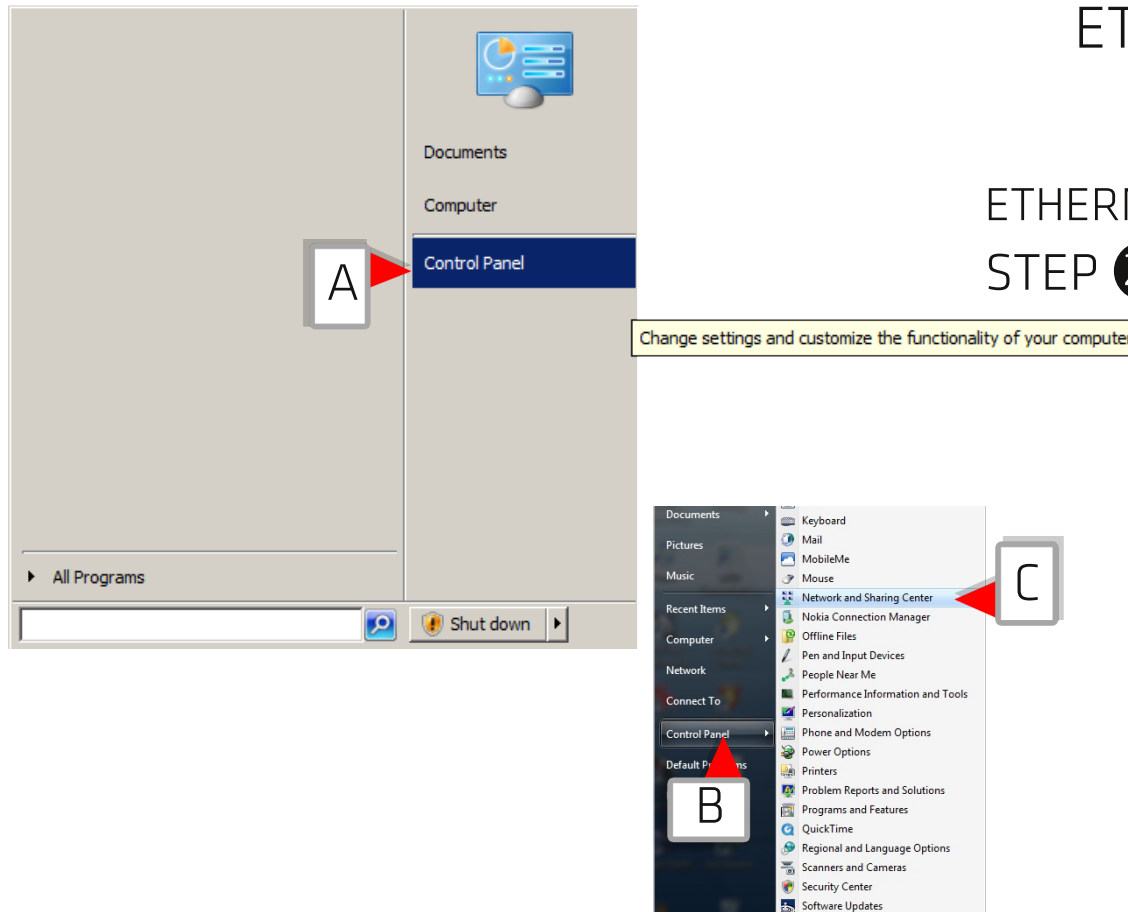 ET
Documents
Computer
Control Panel
A
ETHERN
STEP
Change settings and customize the functionality of your computer
All Programs
Shut down
Documents
Pictures
Music
Recent Items
Computer
Network
Connect To
Control Panel
Default Programs
B
Keyboard
Mail
MobileMe
Mouse
Network and Sharing Center
C
Nokia Connection Manager
Offline Files
Pen and Input Devices
People Near Me
Performance Information and Tools
Personalization
Phone and Modem Options
Power Options
Printers
Problem Reports and Solutions
Programs and Features
QuickTime
Regional and Language Options
Scanners and Cameras
Security Center
Software Updates